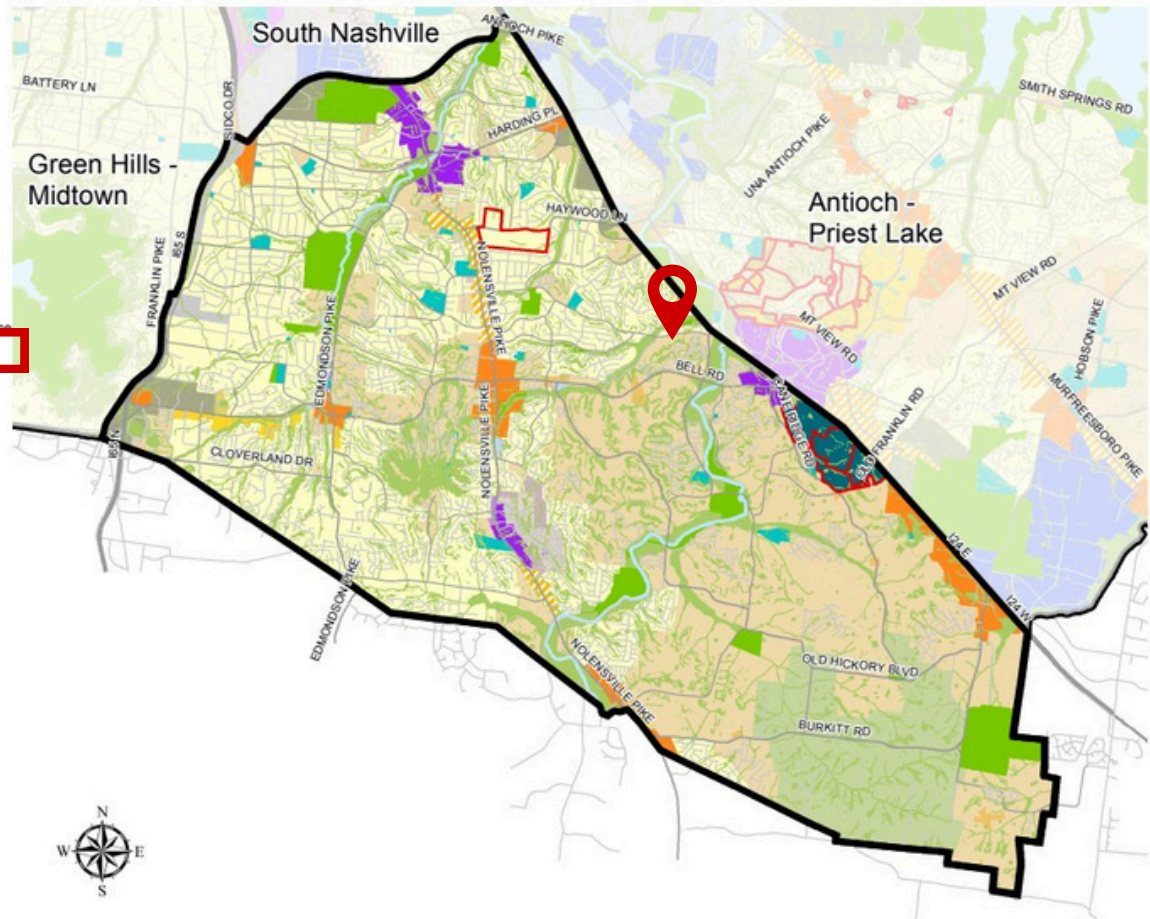 South Nashville
ANTIOCH PIKE
BATTERY LN
SIDCO DR
SMITH SPRINGS RD
HARDING PL
UNA ANTIOCH PIKE
Green Hills -
Midtown
Antioch -
Priest Lake
HAYWOOD LN
FRANKLIN PIKE
I65 S
NOLENSVILLE PIKE
MT VIEW RD
HOBSON PIKE
EDMONDSON PIKE
MT VIEW RD
BELL RD
CANE RIDGE RD
OLD FRANKLIN RD
MURFREESBORO PIKE
NOLENSVILLE PIKE
I65 N
CLOVERLAND DR
I24 E
EDMONDSON PIKE
I24 W
NOLENSVILLE PIKE
OLD HICKORY BLVD
BURKITT RD
N
W E
S